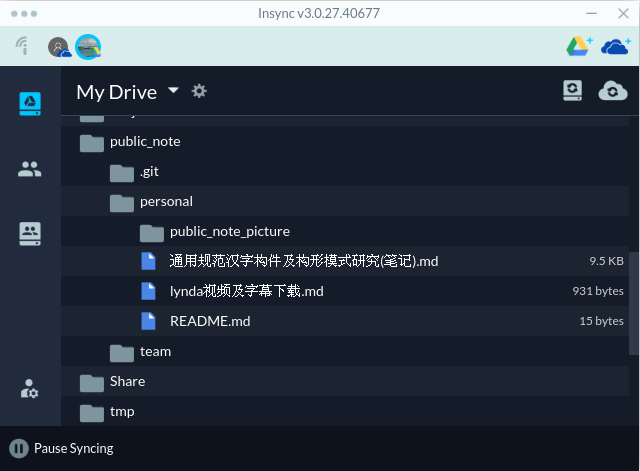 Insync v3.0.27.40677
My Drive
public_note
.git
personal
public_note_picture
通用规范汉字构件及构形模式研究(笔记).md 9.5 KB
lynda视频及字幕下载.md 931 bytes
README.md 15 bytes
team
Share
tmp
Pause Syncing